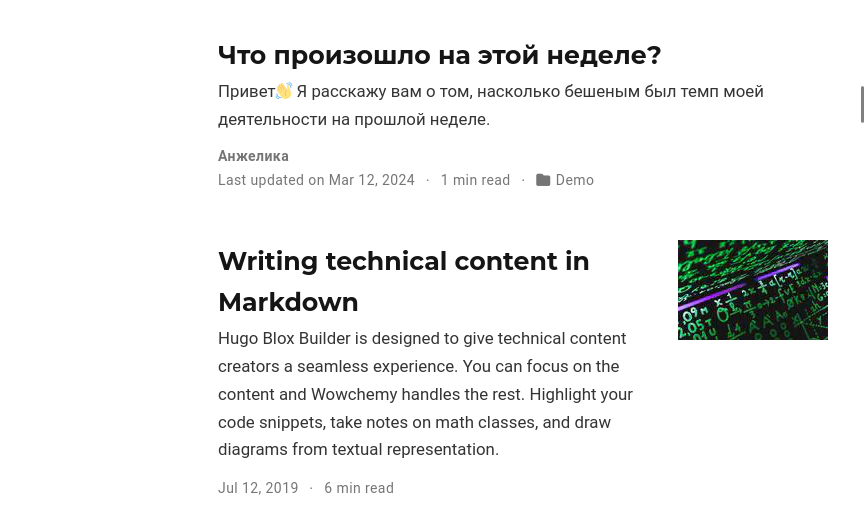 Что произошло на этой неделе?
Привет👋 Я расскажу вам о том, насколько бешеным был темп моей
деятельности на прошлой неделе.
Анжелика
Last updated on Mar 12, 2024 · 1 min read · Demo
Writing technical content in
Markdown
Hugo Blox Builder is designed to give technical content
creators a seamless experience. You can focus on the
content and Wowchemy handles the rest. Highlight your
code snippets, take notes on math classes, and draw
diagrams from textual representation.
Jul 12, 2019 · 6 min read